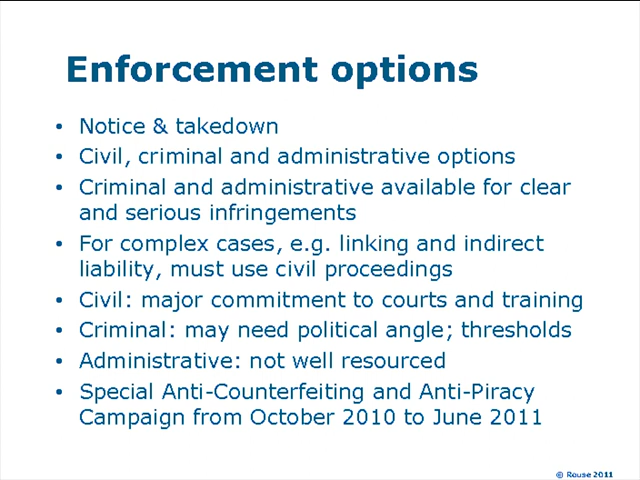 Enforcement options
• Notice & takedown
• Civil, criminal and administrative options
• Criminal and administrative available for clear
and serious infringements
• For complex cases, e.g. linking and indirect
liability, must use civil proceedings
• Civil: major commitment to courts and training
• Criminal: may need political angle; thresholds
• Administrative: not well resourced
• Special Anti-Counterfeiting and Anti-Piracy
Campaign from October 2010 to June 2011
© Rouse 2011